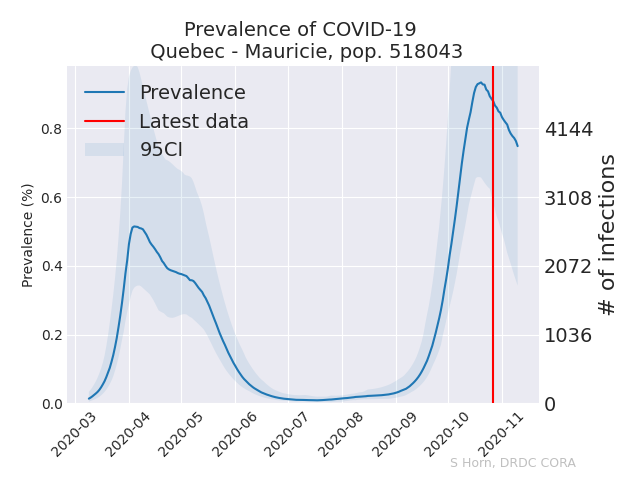 Prevalence of COVID-19
Quebec - Mauricie, pop. 518043
Prevalence
Latest data
95CI
Prevalence (%)
0.8
0.6
0.4
0.2
0.0
4144
3108
2072
1036
0
# of infections
2020-03
2020-04
2020-05
2020-06
2020-07
2020-08
2020-09
2020-10
2020-11
S Horn, DRDC CORA